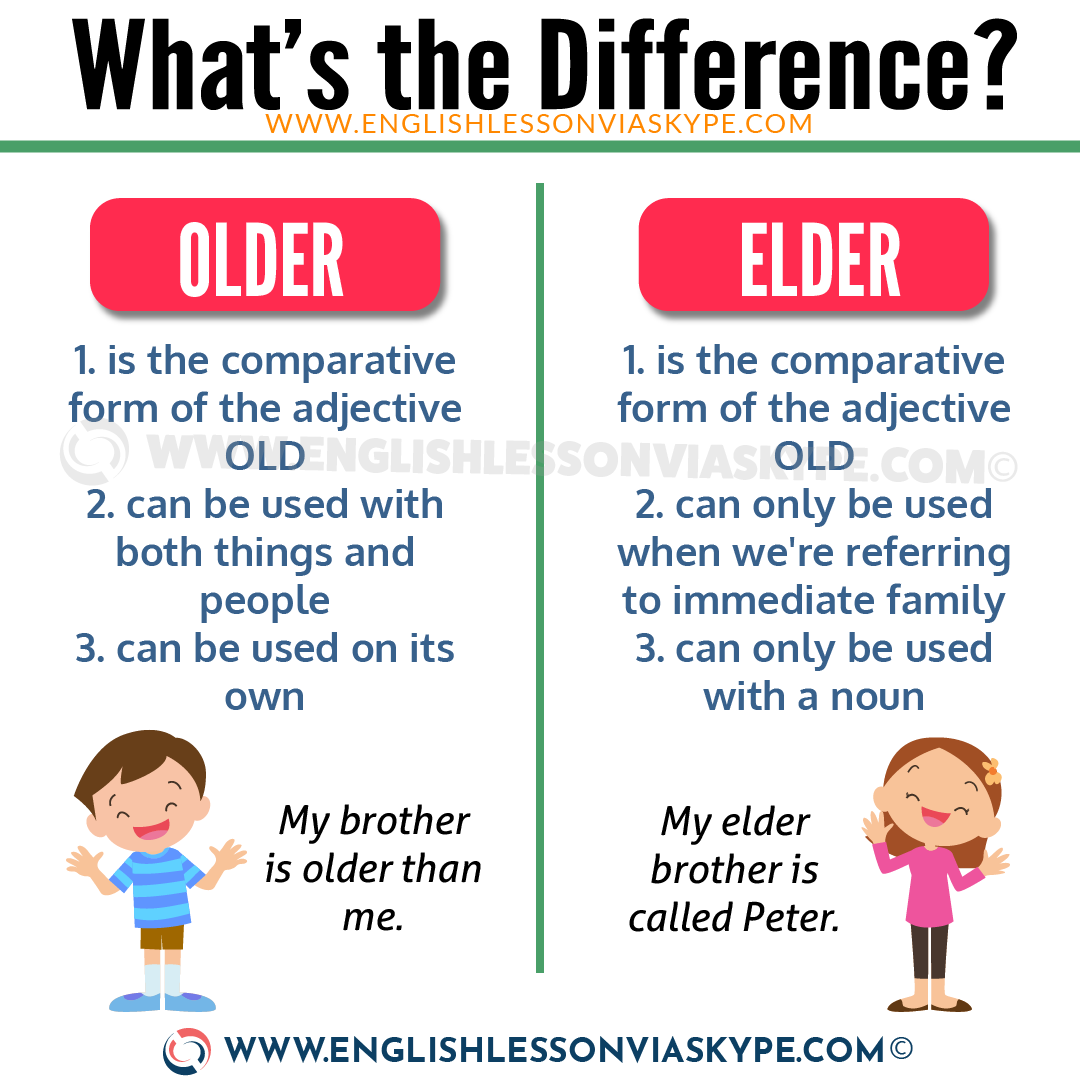 What's the Difference?
WWW.ENGLISHLESSONVIASKYPE.COM
OLDER
1. is the comparative
form of the adjective
OLD
2. can be used with
both things and
people
3. can be used on its
own
My brother
is older than
me.
ELDER
1. is the comparative
form of the adjective
OLD
2. can only be used
when we're referring
to immediate family
3. can only be used
with a noun
My elder
brother is
called Peter.
WWW.ENGLISHLESSONVIASKYPE.COM©
WWW.ENGLISHLESSONVIASKYPE.COM©